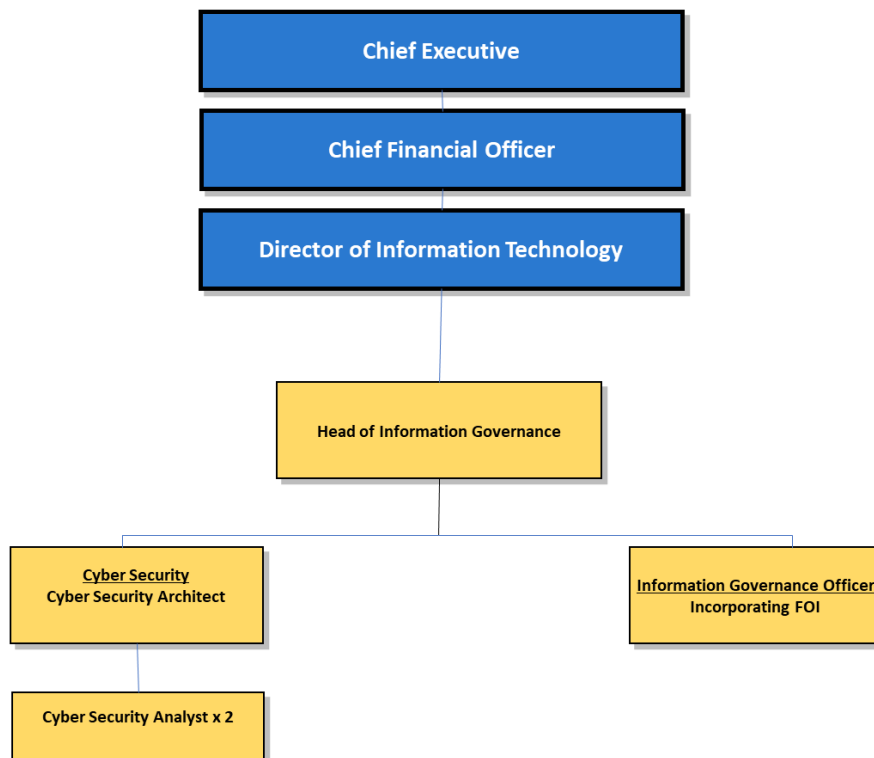 Chief Executive
Chief Financial Officer
Director of Information Technology
Head of Information Governance
Cyber Security
Cyber Security Architect
Information Governance Officer
Incorporating FOI
Cyber Security Analyst x 2